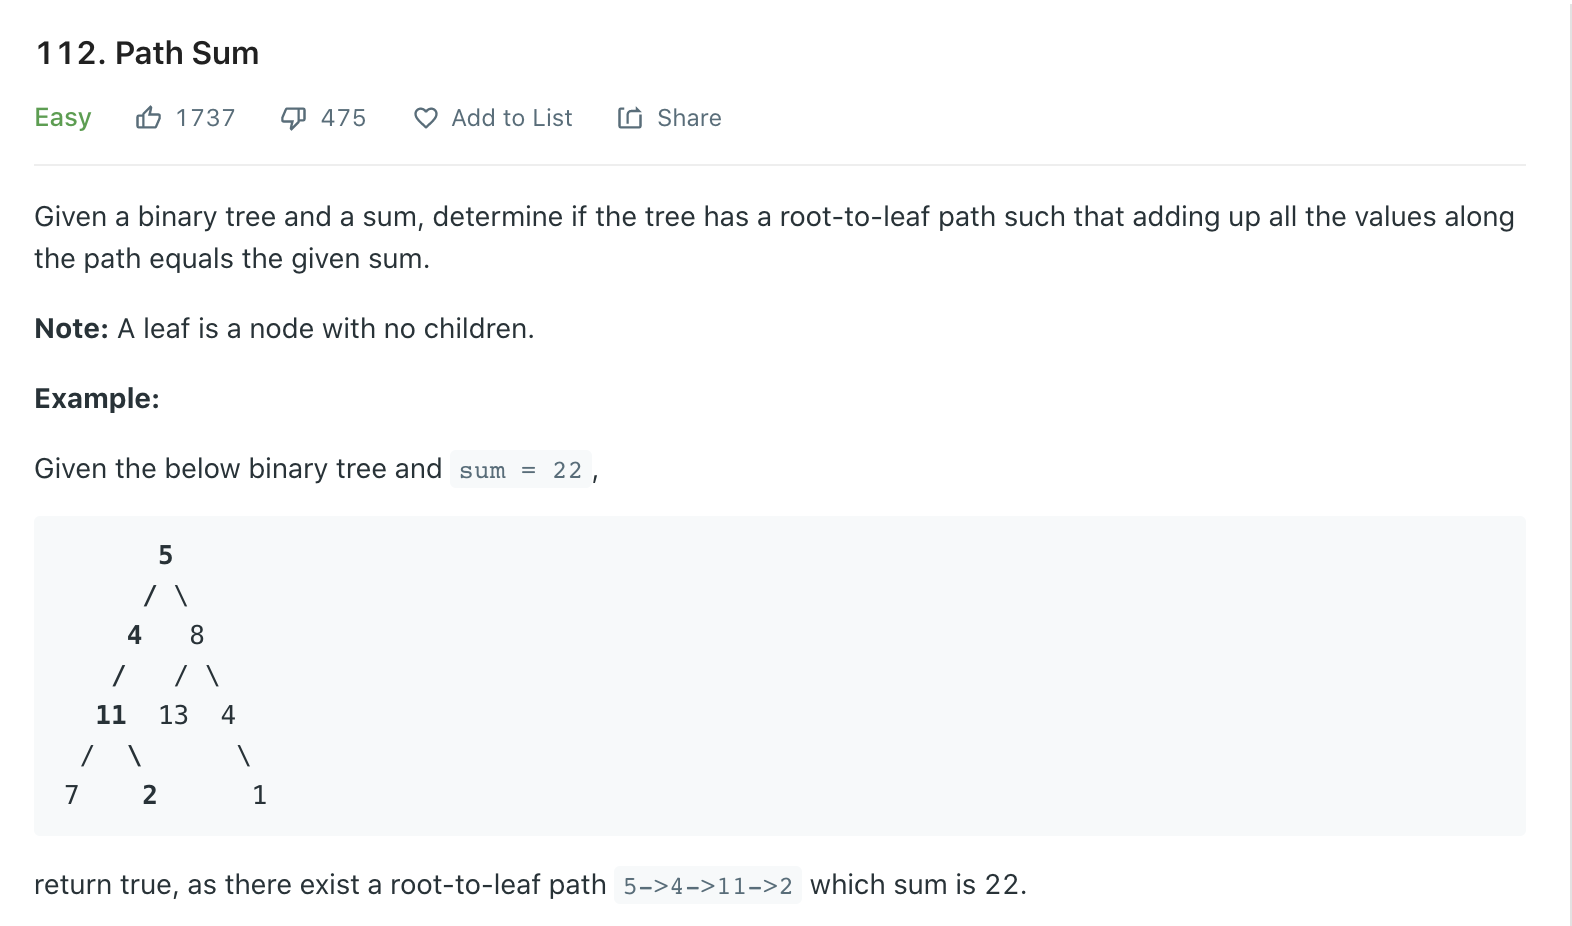 112. Path Sum
Easy 1737 475 Add to List Share
Given a binary tree and a sum, determine if the tree has a root-to-leaf path such that adding up all the values along
the path equals the given sum.
Note: A leaf is a node with no children.
Example:
Given the below binary tree and sum = 22,
      5
     / \
    4   8
   /   / \
  11  13  4
 /  \      \
7    2      1
return true, as there exist a root-to-leaf path 5->4->11->2 which sum is 22.